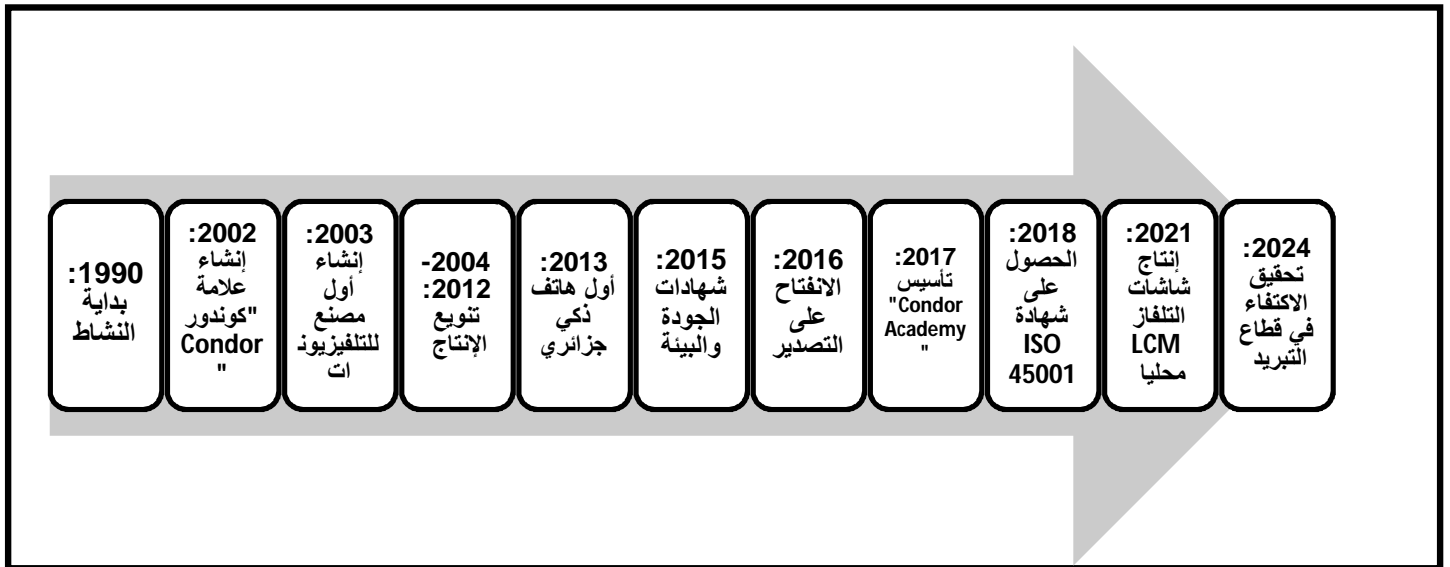 1990:
بداية
النشاط
2002:
إنشاء
علامة
"كوندور
Condor
"
2003:
إنشاء
أول
مصنع
للتلفيزيونـ
ات
2004-
2012:
تنويع
الإنتاج
2013:
أول هاتف
ذكي
جزائري
2015:
شهادات
الجودة
والبيئة
2016:
الانفتاح
على
التصدير
2017:
تأسيس
"Condor
Academy
"
2018:
الحصول
على
شهادة
ISO
45001
2021:
إنتاج
شاشات
التلفاز
LCM
محليا
2024:
تحقيق
الاكتفاء
في قطاع
التبريد